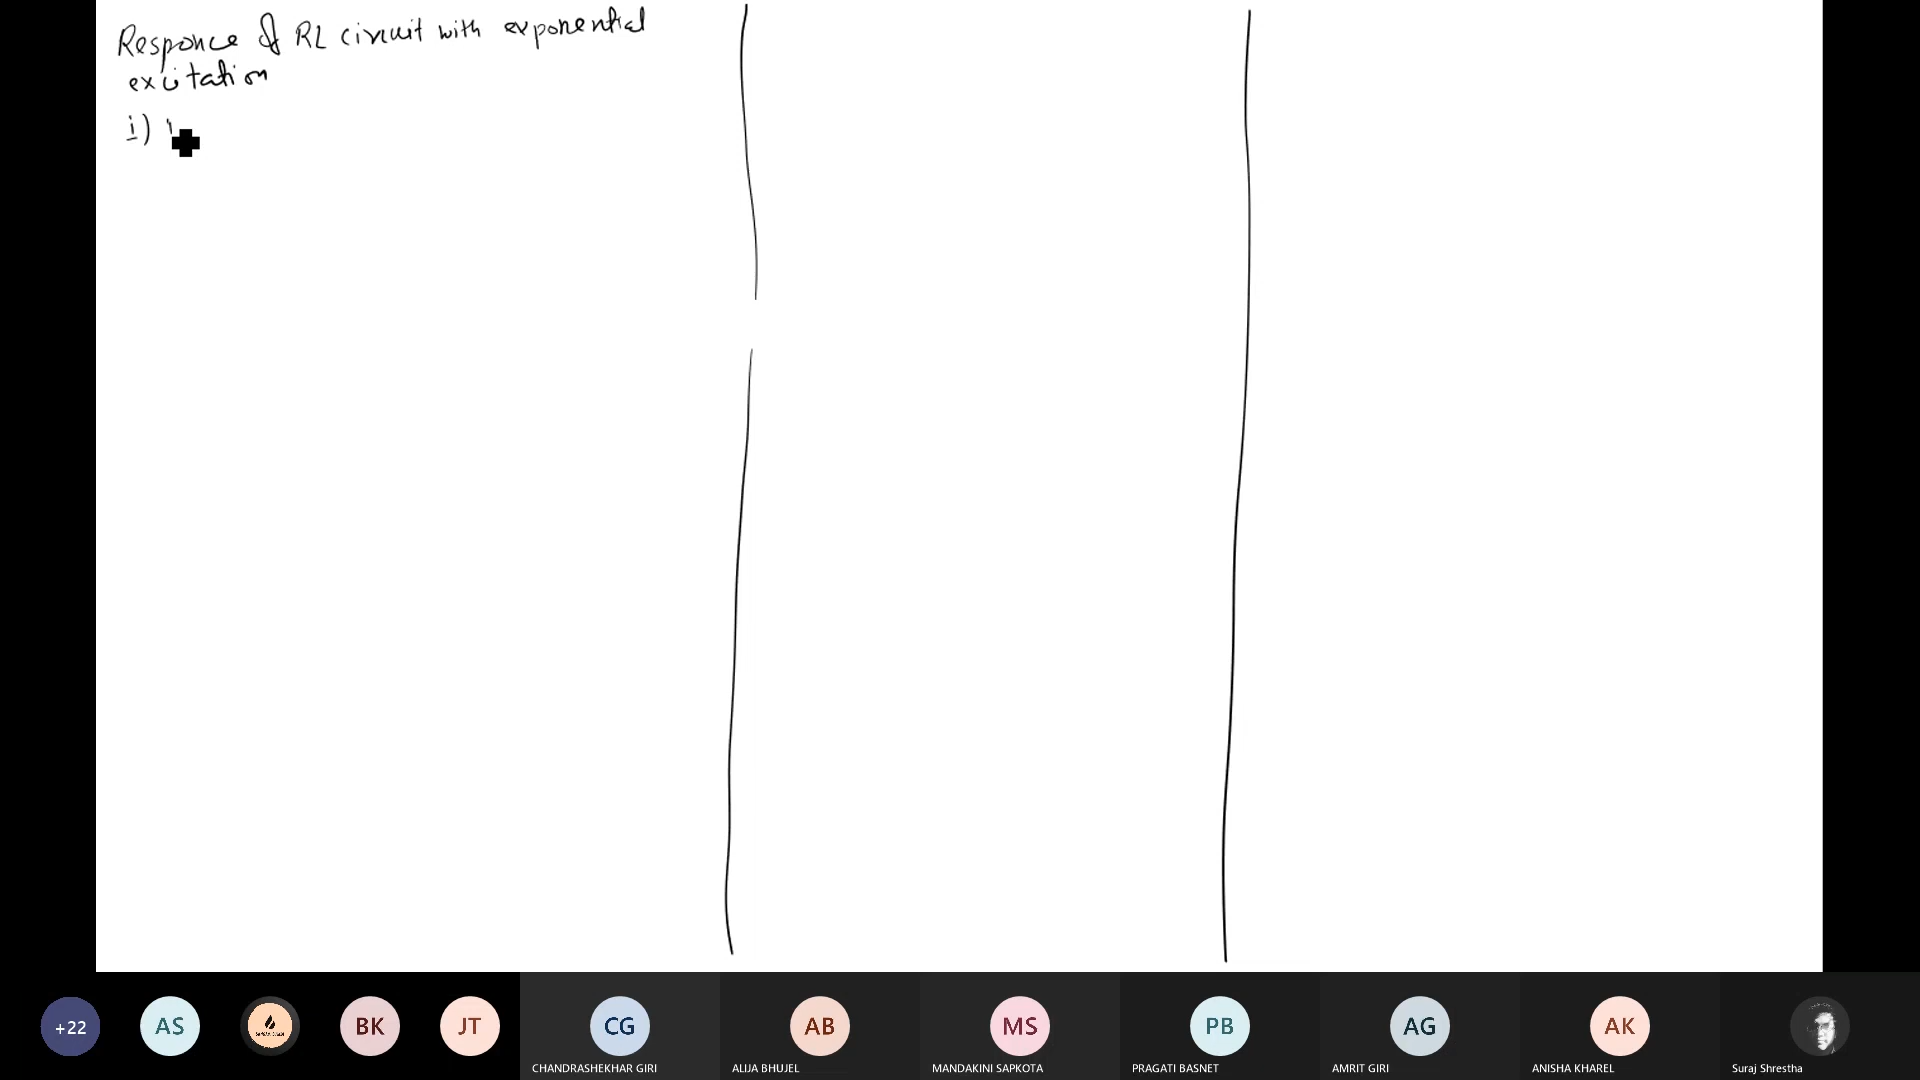 Responce of RL circuit with exponential
excitation
i)
+22
AS
BK
JT
CG
AB
MS
PB
AG
AK
CHANDRASHEKHAR GIRI
ALIJA BHUJEL
MANDAKINI SAPKOTA
PRAGATI BASNET
AMRIT GIRI
ANISHA KHAREL
Suraj Shrestha